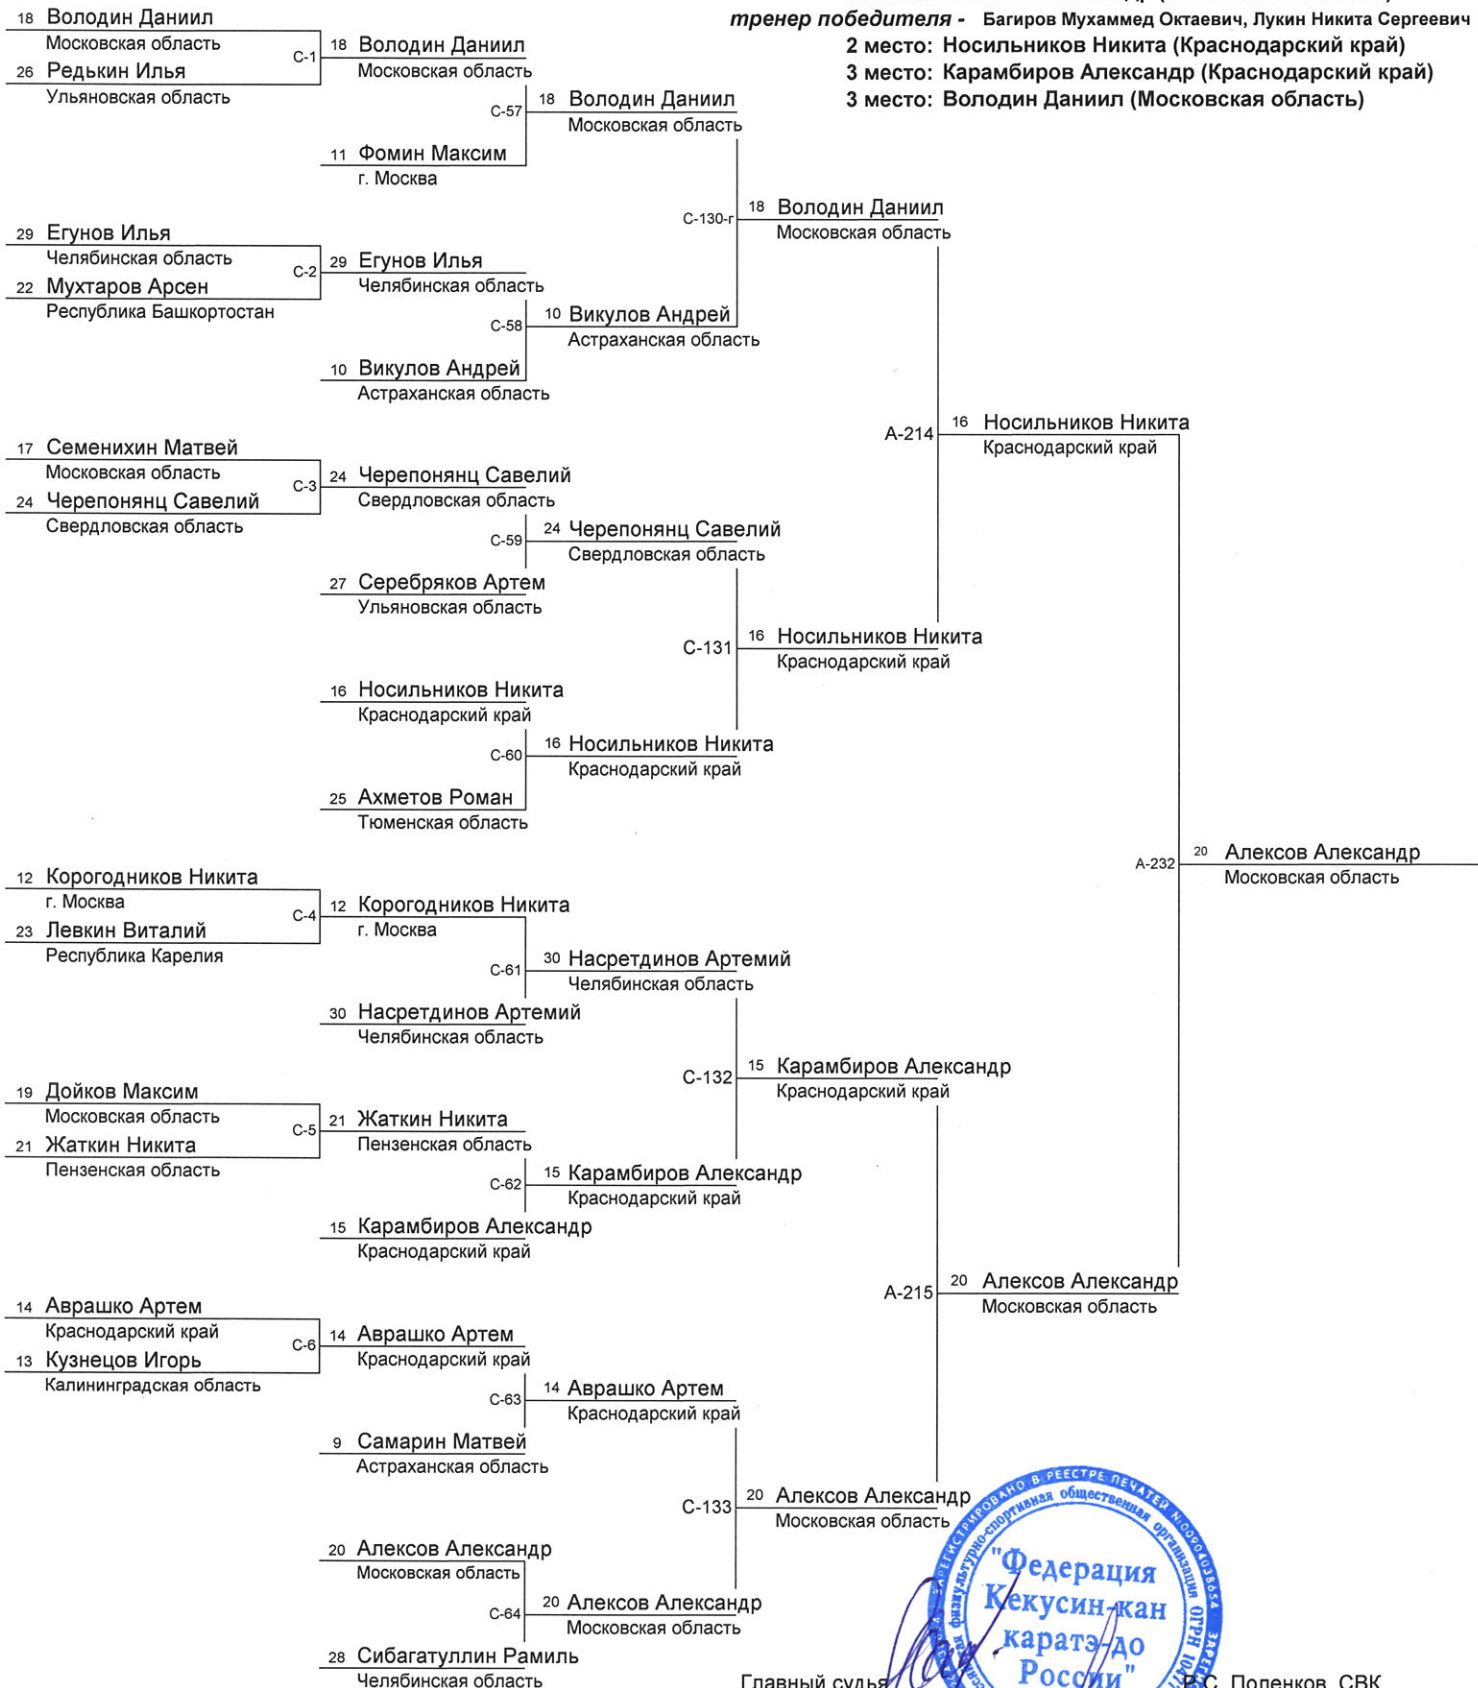 тренер победителя - Багиров Мухаммед Октаевич, Лукин Никита Сергеевич
2 место: Носильников Никита (Краснодарский край)
3 место: Карамбиров Александр (Краснодарский край)
3 место: Володин Даниил (Московская область)
18 Володин Даниил
Московская область
С-1
26 Редькин Илья
Ульяновская область
29 Егунов Илья
Челябинская область
С-2
22 Мухтаров Арсен
Республика Башкортостан
17 Семенихин Матвей
Московская область
С-3
24 Черепонянц Савелий
Свердловская область
12 Корогодников Никита
г. Москва
С-4
23 Левкин Виталий
Республика Карелия
19 Дойков Максим
Московская область
С-5
21 Жаткин Никита
Пензенская область
14 Аврашко Артем
Краснодарский край
С-6
13 Кузнецов Игорь
Калининградская область
18 Володин Даниил
Московская область
С-57
11 Фомин Максим
г. Москва
29 Егунов Илья
Челябинская область
С-58
10 Викулов Андрей
Астраханская область
24 Черепонянц Савелий
Свердловская область
С-59
27 Серебряков Артем
Ульяновская область
16 Носильников Никита
Краснодарский край
С-60
25 Ахметов Роман
Тюменская область
12 Корогодников Никита
г. Москва
С-61
30 Насретдинов Артемий
Челябинская область
21 Жаткин Никита
Пензенская область
С-62
15 Карамбиров Александр
Краснодарский край
14 Аврашко Артем
Краснодарский край
С-63
9 Самарин Матвей
Астраханская область
20 Алексов Александр
Московская область
С-64
28 Сибагатуллин Рамиль
Челябинская область
18 Володин Даниил
Московская область
С-130-г
10 Викулов Андрей
Астраханская область
24 Черепонянц Савелий
Свердловская область
С-131
16 Носильников Никита
Краснодарский край
30 Насретдинов Артемий
Челябинская область
С-132
15 Карамбиров Александр
Краснодарский край
14 Аврашко Артем
Краснодарский край
С-133
20 Алексов Александр
Московская область
18 Володин Даниил
Московская область
А-214
16 Носильников Никита
Краснодарский край
15 Карамбиров Александр
Краснодарский край
А-215
20 Алексов Александр
Московская область
16 Носильников Никита
Краснодарский край
А-232
20 Алексов Александр
Московская область
20 Алексов Александр
Московская область
ЗАРЕГИСТРИРОВАНО В РЕЕСТРЕ ПЕЧАТЕЙ
физкультурно-спортивная общественная организация ОГРН
"Федерация
Кекусин-кан
каратэ-до
России"
Главный судья
Р.С. Поленков, СВК